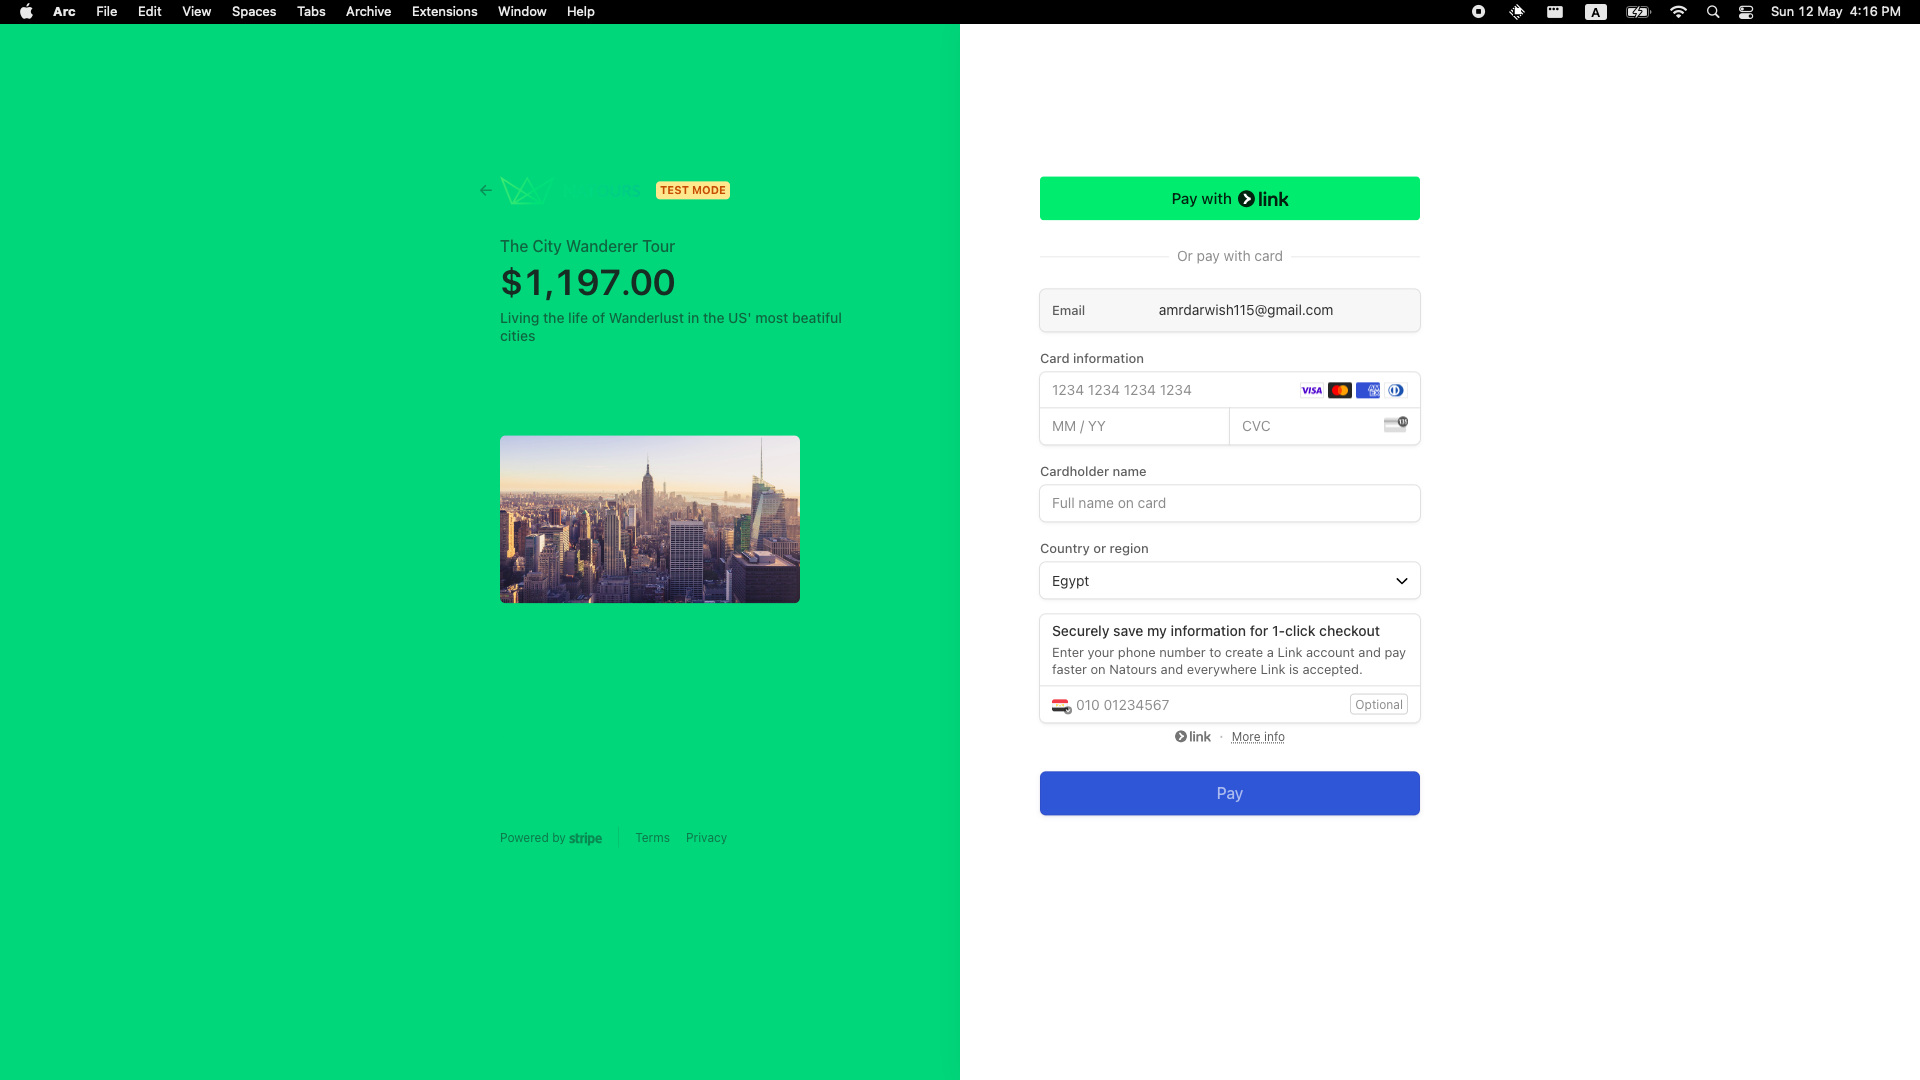 Arc File Edit View Spaces Tabs Archive Extensions Window Help A Sun 12 May 4:16 PM
TEST MODE
The City Wanderer Tour
$1,197.00
Living the life of Wanderlust in the US' most beatiful
cities
Powered by stripe Terms Privacy
Pay with link
Or pay with card
Email amrdarwish115@gmail.com
Card information
1234 1234 1234 1234 VISA AM EX
MM / YY CVC
Cardholder name
Full name on card
Country or region
Egypt
Securely save my information for 1-click checkout
Enter your phone number to create a Link account and pay
faster on Natours and everywhere Link is accepted.
010 01234567 Optional
link · More info
Pay